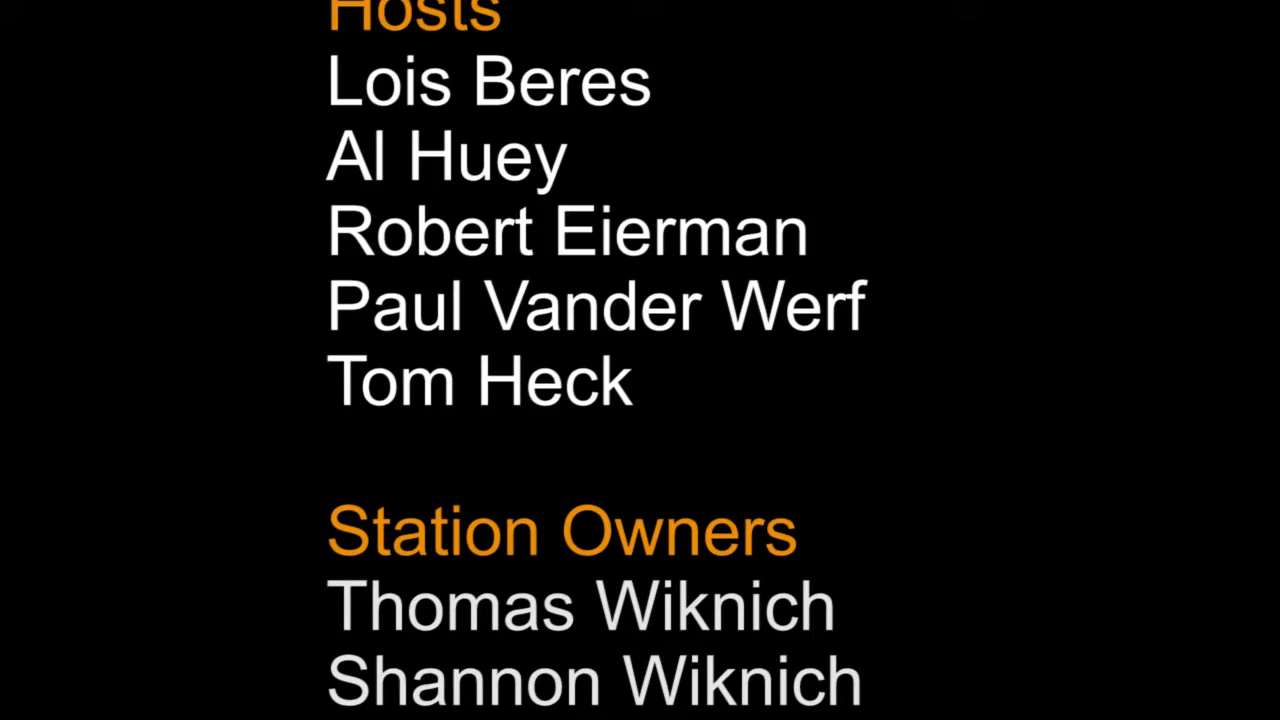 Hosts
Lois Beres
Al Huey
Robert Eierman
Paul Vander Werf
Tom Heck
Station Owners
Thomas Wiknich
Shannon Wiknich